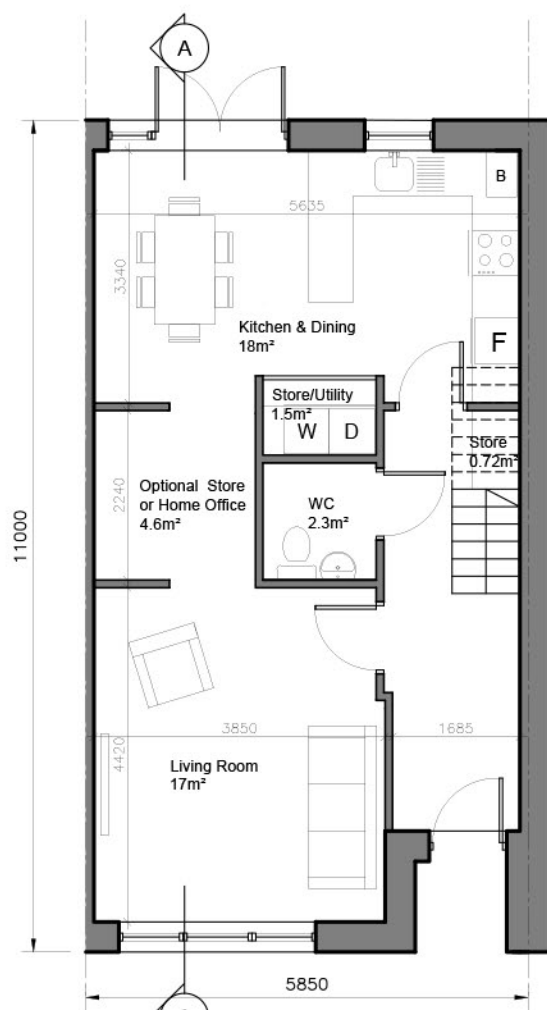 A
B
5635
3340
Kitchen & Dining
18m²
F
Store/Utility
1.5m²
W
D
Store
0.72m²
2240
Optional Store
or Home Office
4.6m²
WC
2.3m²
11000
3850
1685
4420
Living Room
17m²
5850